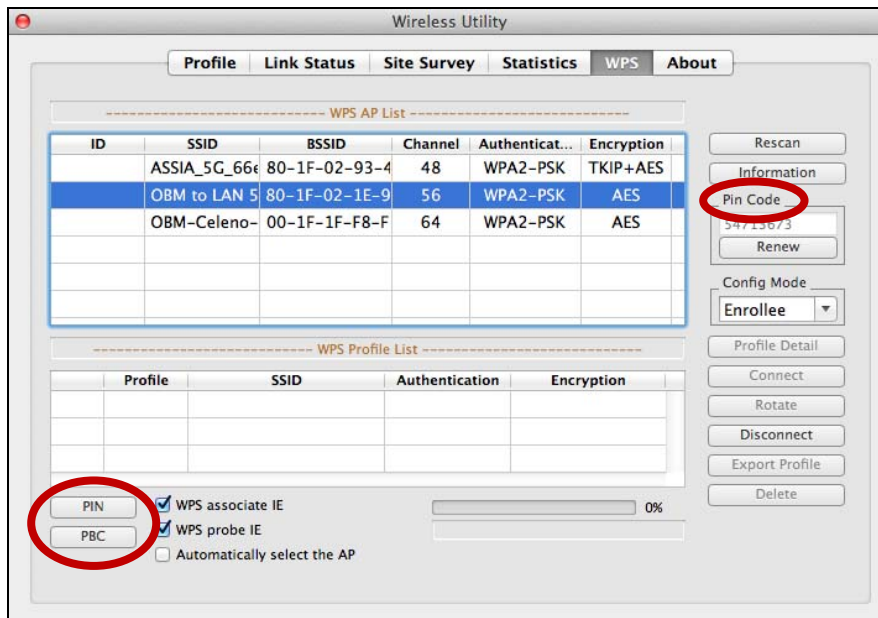 Wireless Utility
Profile Link Status Site Survey Statistics WPS About
WPS AP List
ID SSID BSSID Channel Authenticat... Encryption
ASSIA_5G_66e 80-1F-02-93-4 48 WPA2-PSK TKIP+AES
OBM to LAN 5 80-1F-02-1E-9 56 WPA2-PSK AES
OBM-Celeno- 00-1F-1F-F8-F 64 WPA2-PSK AES
Rescan
Information
Pin Code
54713673
Renew
Config Mode
Enrollee
WPS Profile List
Profile SSID Authentication Encryption
Profile Detail
Connect
Rotate
Disconnect
Export Profile
Delete
PIN
PBC
WPS associate IE
WPS probe IE
Automatically select the AP
0%